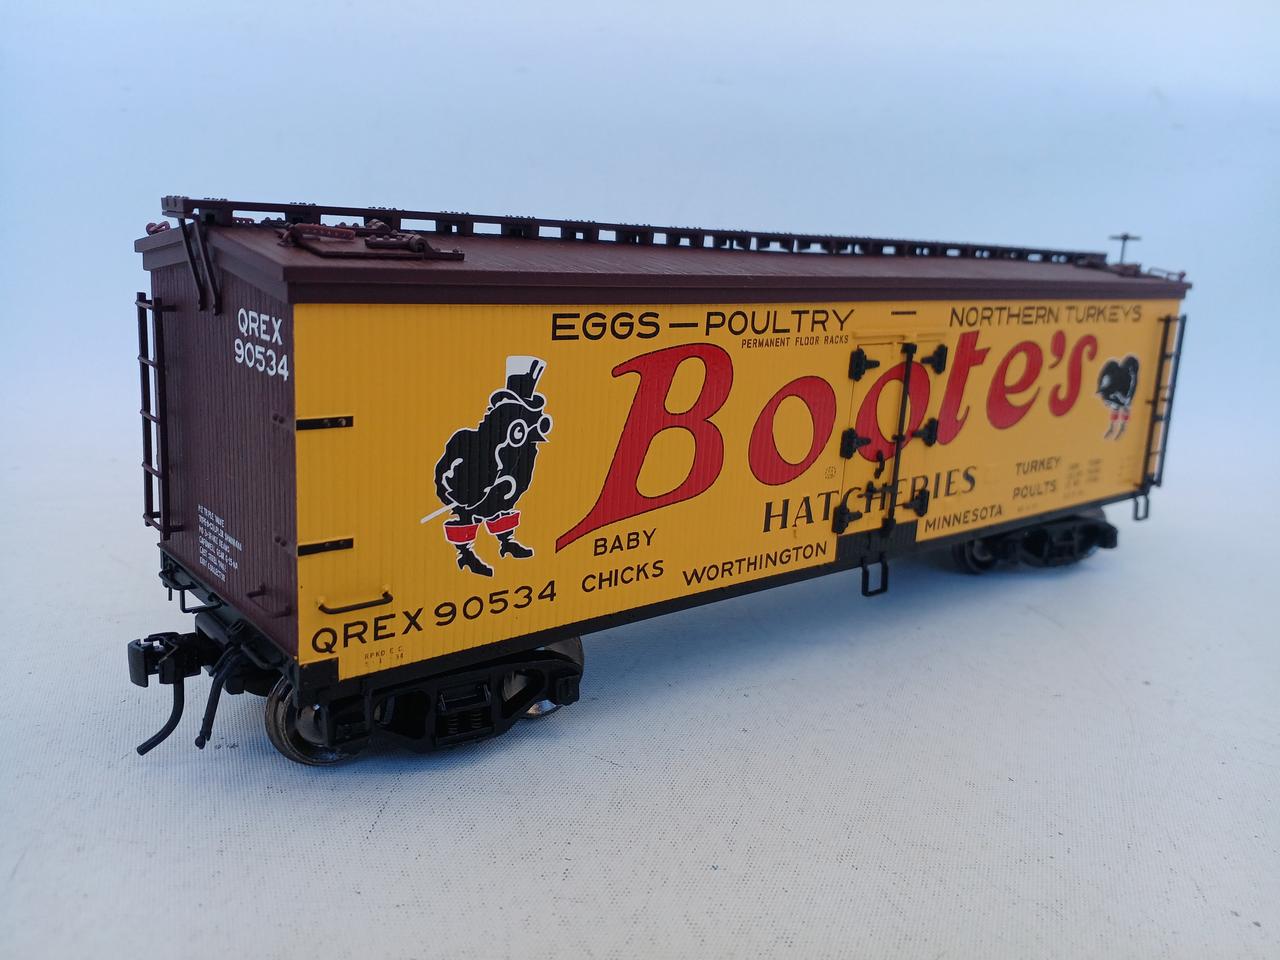 QREX
90534
EGGS—POULTRY — NORTHERN TURKEYS
PERMANENT FLOOR RACKS
Boote's
HATCHERIES
BABY
CHICKS
WORTHINGTON MINNESOTA
TURKEY
POULTS
QREX 90534
RPKD E.C.